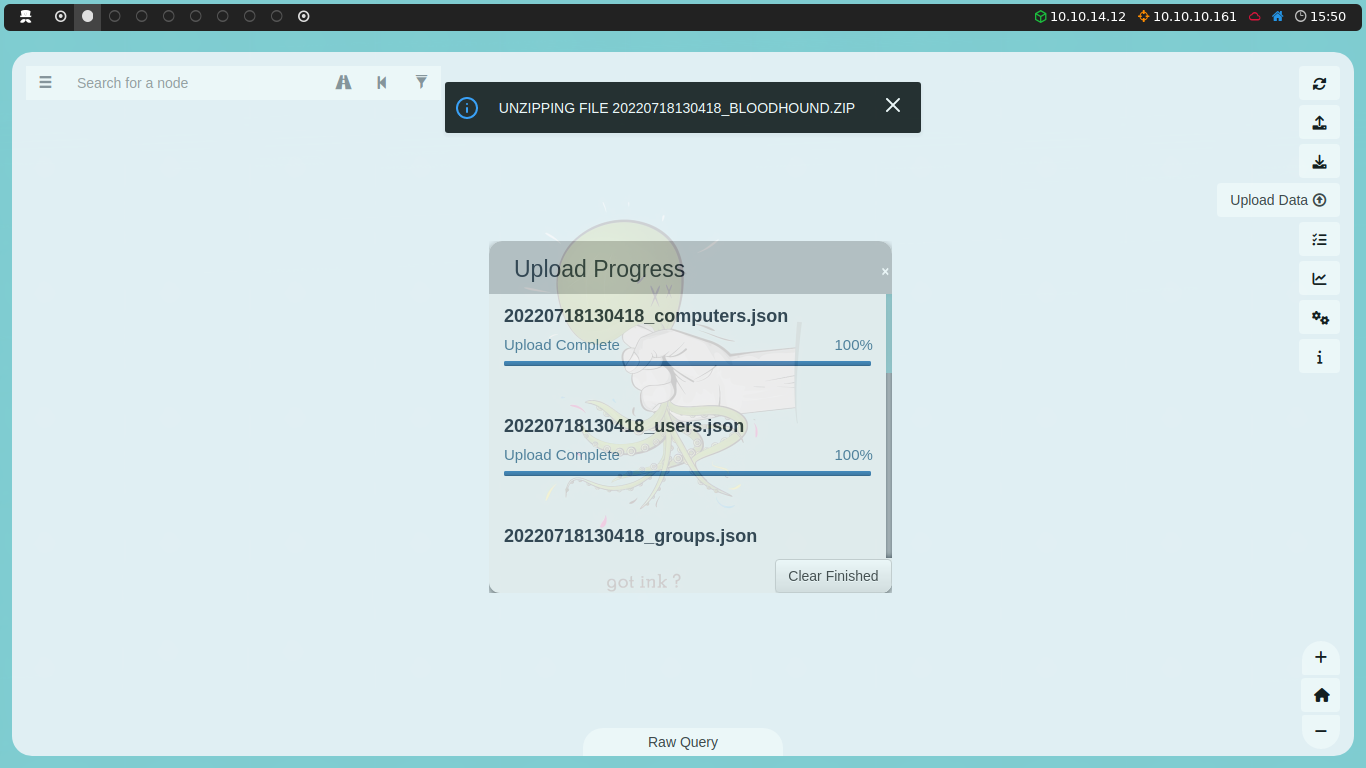 10.10.14.12 10.10.10.161 15:50
Search for a node
UNZIPPING FILE 20220718130418_BLOODHOUND.ZIP
Upload Data
Upload Progress
×
20220718130418_computers.json
Upload Complete 100%
20220718130418_users.json
Upload Complete 100%
20220718130418_groups.json
Clear Finished
got ink ?
Raw Query